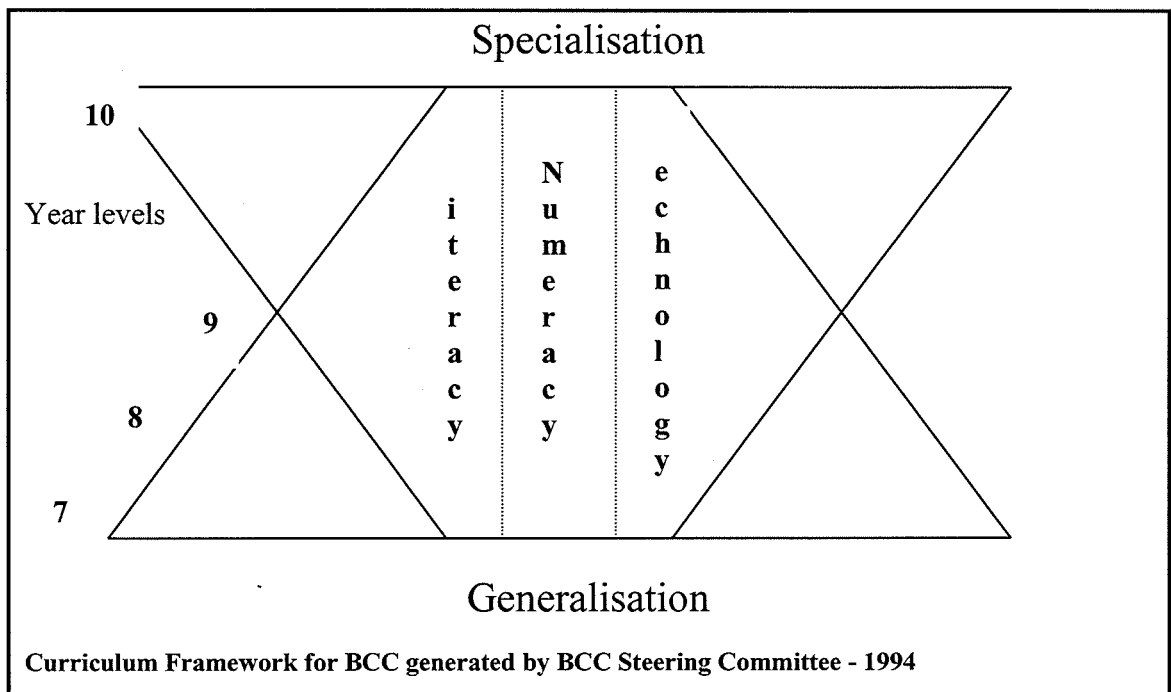 Specialisation
10
Year levels
9
8
7
iteracy
Numeracy
echnology
Generalisation
Curriculum Framework for BCC generated by BCC Steering Committee - 1994